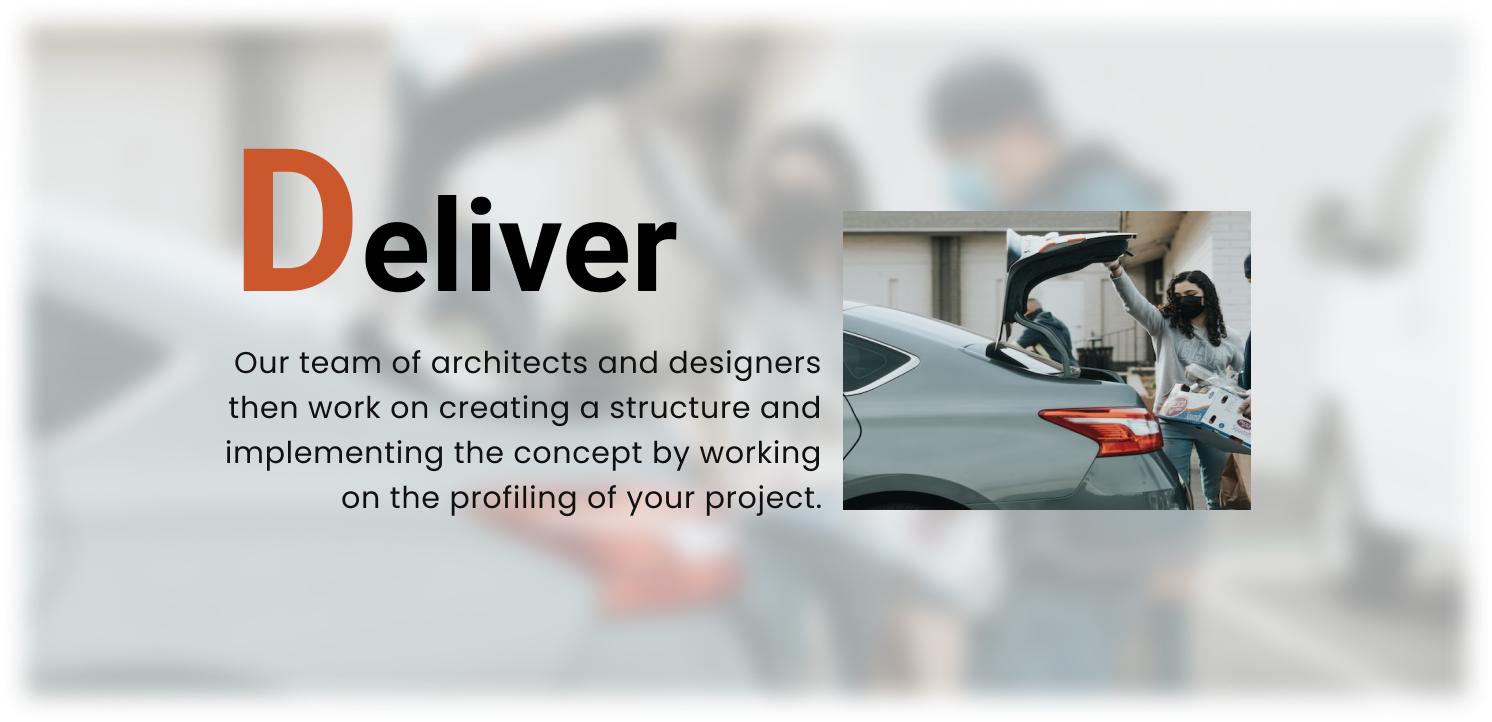 Deliver
Our team of architects and designers
then work on creating a structure and
implementing the concept by working
on the profiling of your project.